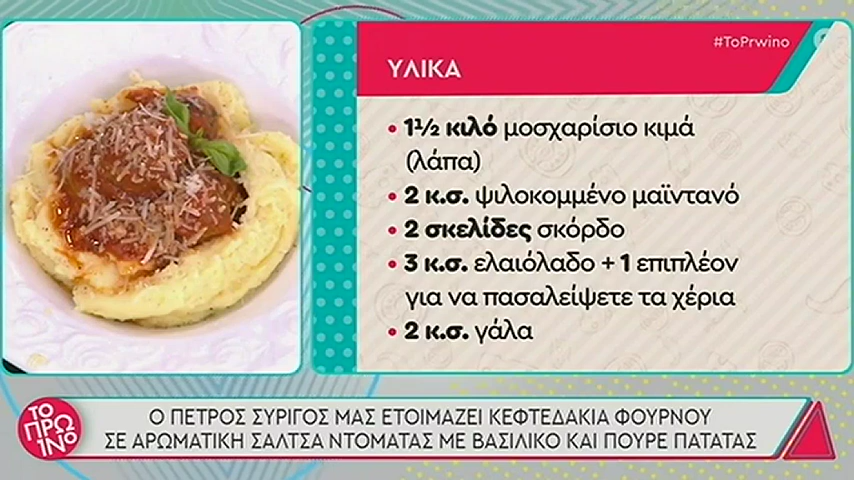 #ToPrwino
ΥΛΙΚΑ
• 1½ κιλό μοσχαρίσιο κιμά
(λάπα)
• 2 κ.σ. ψιλοκομμένο μαϊντανό
• 2 σκελίδες σκόρδο
• 3 κ.σ. ελαιόλαδο + 1 επιπλέον
για να πασαλείψετε τα χέρια
• 2 κ.σ. γάλα
ΤΟ
ΠΡΩ
ΙΝΟ
Ο ΠΕΤΡΟΣ ΣΥΡΙΓΟΣ ΜΑΣ ΕΤΟΙΜΑΖΕΙ ΚΕΦΤΕΔΑΚΙΑ ΦΟΥΡΝΟΥ
ΣΕ ΑΡΩΜΑΤΙΚΗ ΣΑΛΤΣΑ ΝΤΟΜΑΤΑΣ ΜΕ ΒΑΣΙΛΙΚΟ ΚΑΙ ΠΟΥΡΕ ΠΑΤΑΤΑΣ